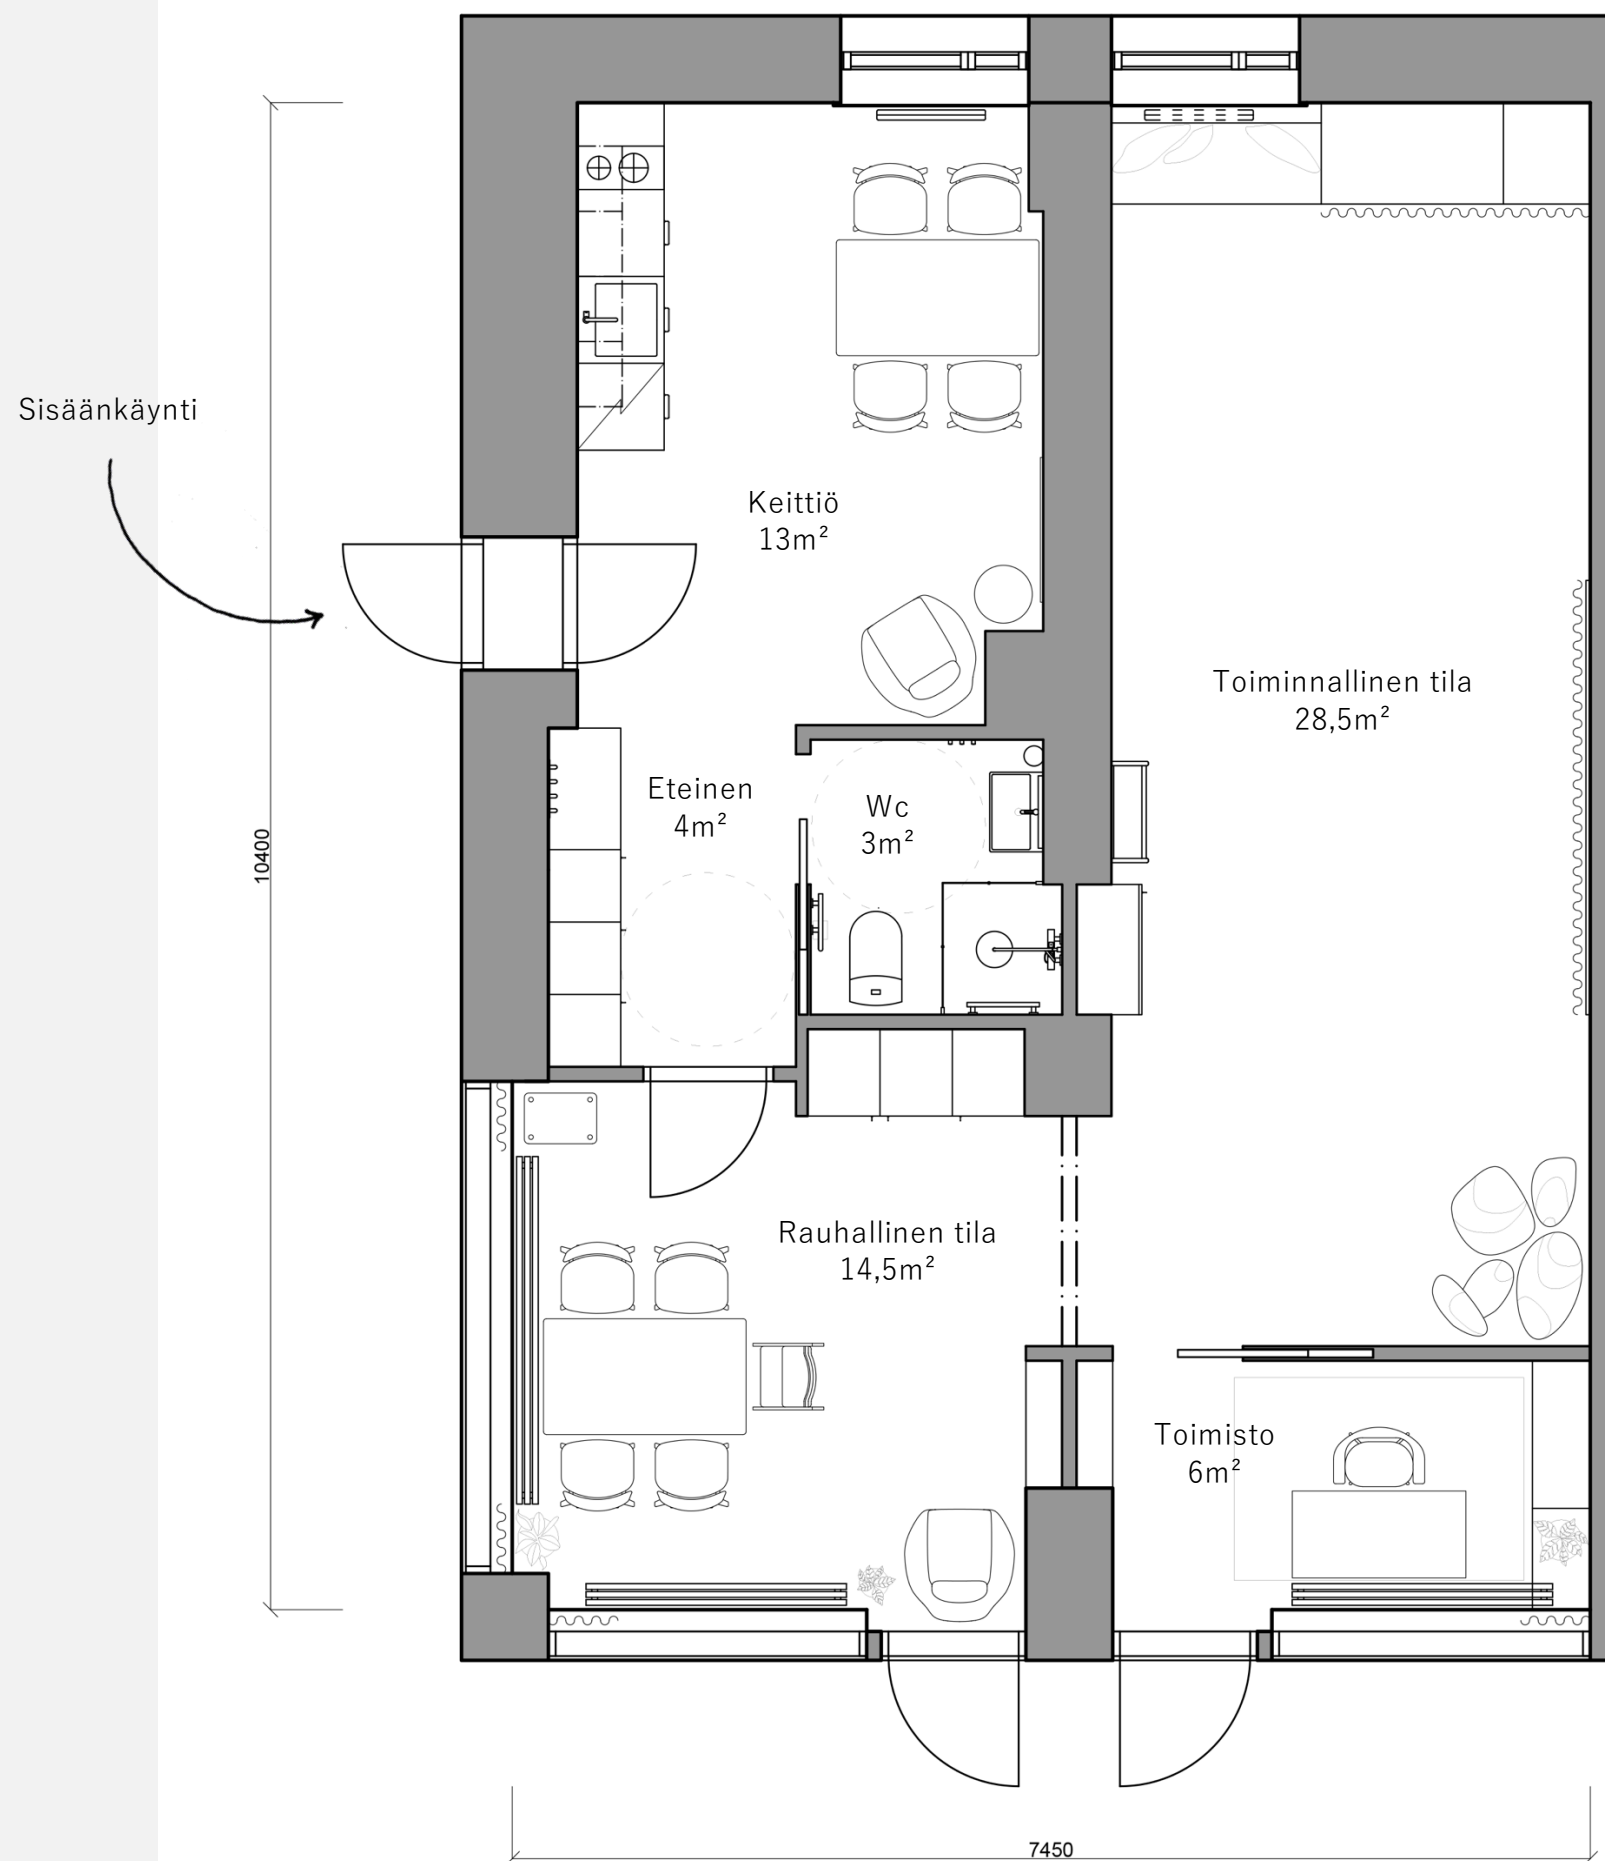 Sisäänkäynti
Keittiö
13m²
Toiminnallinen tila
28,5m²
Eteinen
4m²
Wc
3m²
10400
Rauhallinen tila
14,5m²
Toimisto
6m²
7450